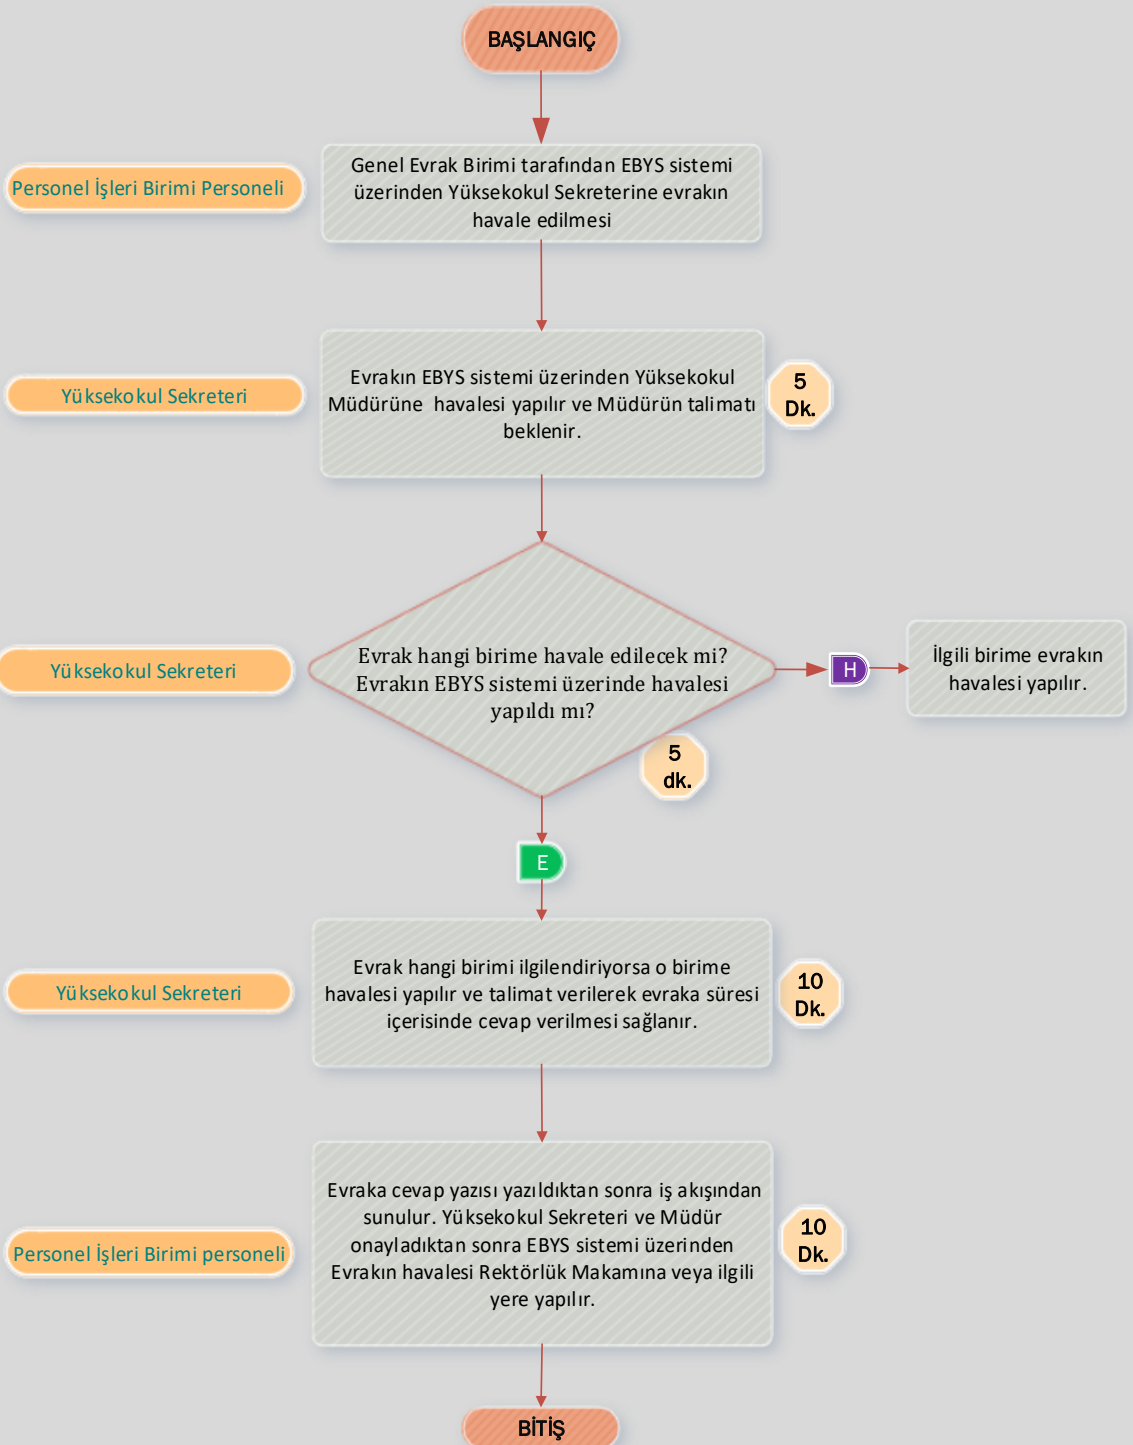 BAŞLANGIÇ
Personel İşleri Birimi Personeli
Genel Evrak Birimi tarafından EBYS sistemi
üzerinden Yüksekokul Sekreterine evrakın
havale edilmesi
Yüksekokul Sekreteri
Evrakın EBYS sistemi üzerinden Yüksekokul
Müdürüne havalesi yapılır ve Müdürün talimatı
beklenir.
5
Dk.
Yüksekokul Sekreteri
Evrak hangi birime havale edilecek mi?
Evrakın EBYS sistemi üzerinde havalesi
yapıldı mı?
H
İlgili birime evrakın
havalesi yapılır.
5
dk.
E
Yüksekokul Sekreteri
Evrak hangi birimi ilgilendiriyorsa o birime
havalesi yapılır ve talimat verilerek evraka süresi
içerisinde cevap verilmesi sağlanır.
10
Dk.
Personel İşleri Birimi personeli
Evraka cevap yazısı yazıldıktan sonra iş akışından
sunulur. Yüksekokul Sekreteri ve Müdür
onayladıktan sonra EBYS sistemi üzerinden
Evrakın havalesi Rektörlük Makamına veya ilgili
yere yapılır.
10
Dk.
BİTİŞ